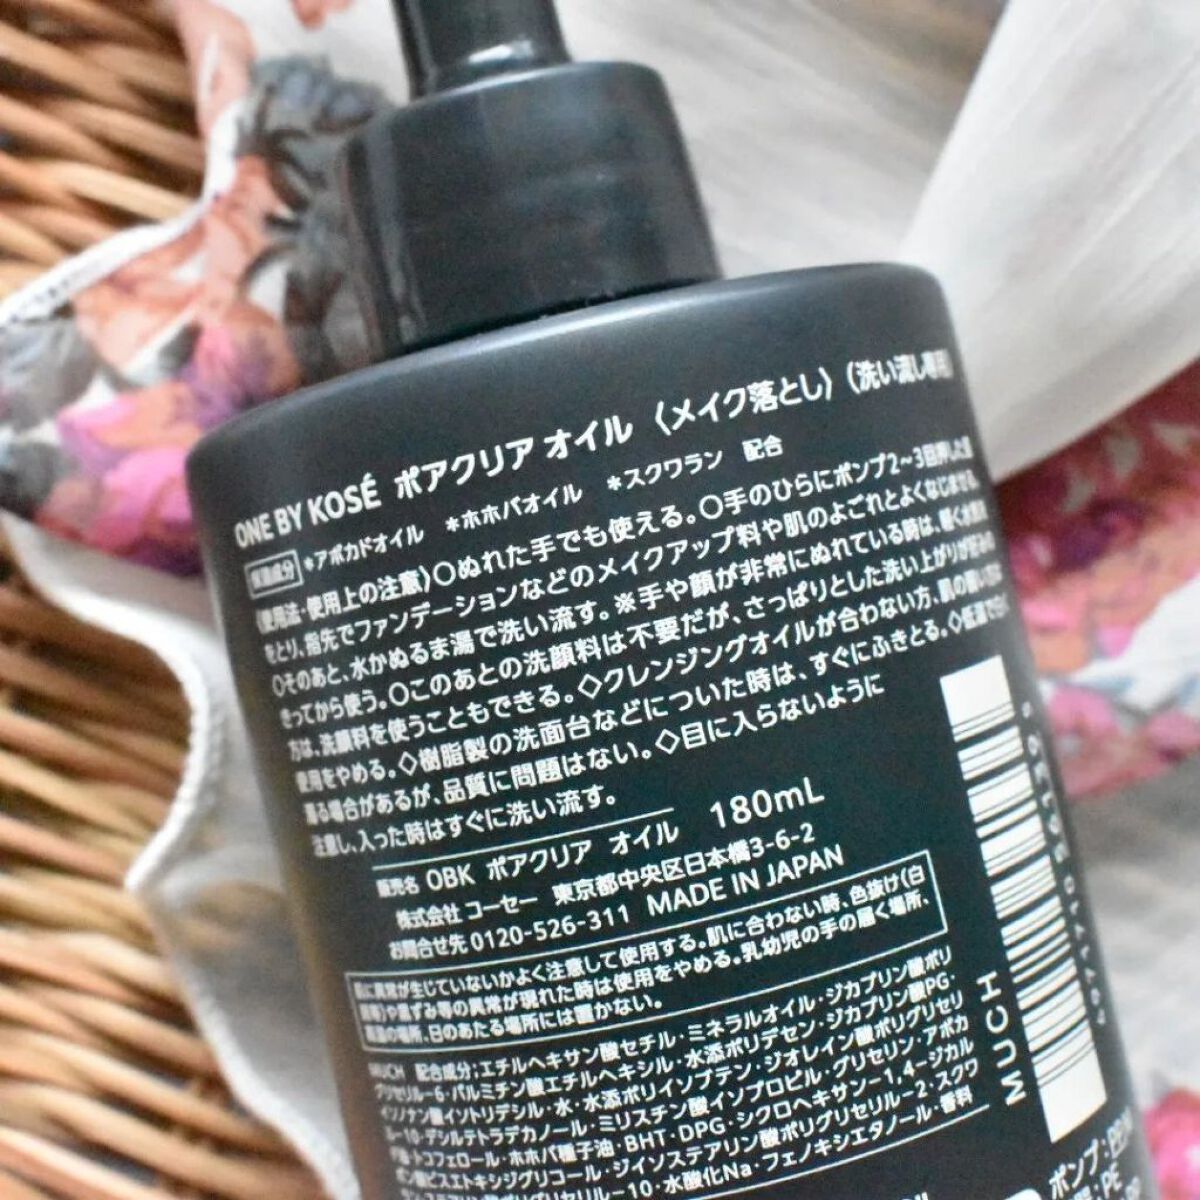 ONE BY KOSÉ ポアクリア オイル 〈メイク落とし〉(洗い流し専用)
保湿成分 *アボカドオイル *ホホバオイル *スクワラン 配合
《使用法・使用上の注意》○ぬれた手でも使える。○手のひらにポンプ2〜3回押した量
をとり、指先でファンデーションなどのメイクアップ料や肌のよごれとよくなじませる。
○そのあと、水かぬるま湯で洗い流す。※手や顔が非常にぬれている時は、軽く水気を
きってから使う。○このあとの洗顔料は不要だが、さっぱりとした洗い上がりが好みの
方は、洗顔料を使うこともできる。◇クレンジングオイルが合わない方、肌の弱い方は
使用をやめる。◇樹脂製の洗面台などについた時は、すぐにふきとる。◇低温で白く
濁る場合があるが、品質に問題はない。◇目に入らないように
注意し、入った時はすぐに洗い流す。
販売名 OBK ポアクリア オイル 180mL
株式会社 コーセー 東京都中央区日本橋3-6-2
お問合せ先 0120-526-311 MADE IN JAPAN
肌に異常が生じていないかよく注意して使用する。肌に合わない時、色抜け(白
斑等)や黒ずみ等の異常が現れた時は使用をやめる。乳幼児の手の届く場所、
高温の場所、日のあたる場所には置かない。
MUCH 配合成分:エチルヘキサン酸セチル・ミネラルオイル・ジカプリン酸ポリ
グリセリル-6・パルミチン酸エチルヘキシル・水添ポリデセン・ジカプリン酸PG・
イソノナン酸イソトリデシル・水・水添ポリイソブテン・ジオレイン酸ポリグリセリ
ル-10・デシルテトラデカノール・ミリスチン酸イソプロピル・グリセリン・アボカ
ド油・トコフェロール・ホホバ種子油・BHT・DPG・シクロヘキサン-1,4-ジカル
ボン酸ビスエトキシジグリコール・ジイソステアリン酸ポリグリセリル-2・スクワ
ラン・ステアリン酸ポリグリセリル-10・水酸化Na・フェノキシエタノール・香料
MUCH
ポンプ:
:PE